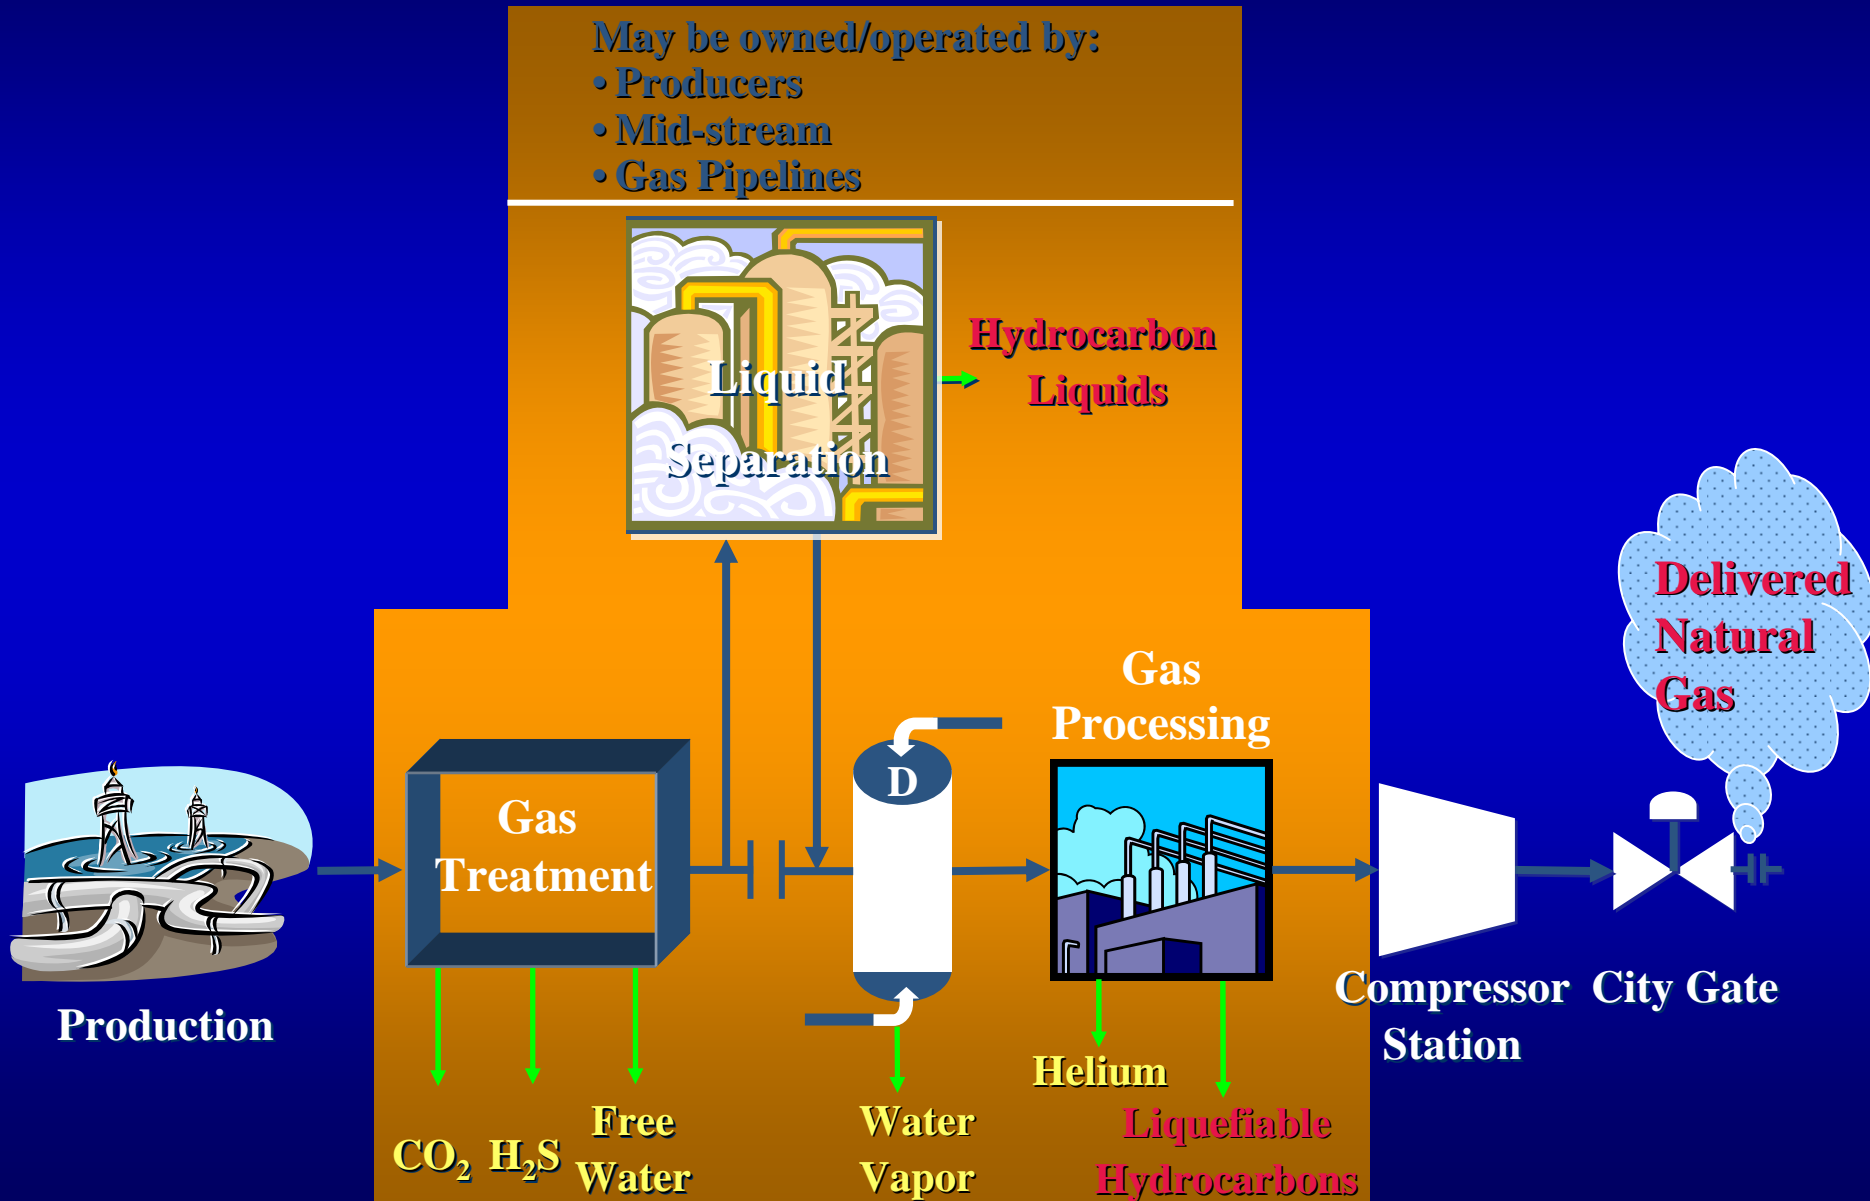 May be owned/operated by:
• Producers
• Mid-stream
• Gas Pipelines
Liquid
Separation
Hydrocarbon
Liquids
Delivered
Natural
Gas
Gas
Processing
D
Gas
Treatment
Production
Compressor
Station
City Gate
CO₂
H₂S
Free
Water
Water
Vapor
Helium
Liquefiable
Hydrocarbons